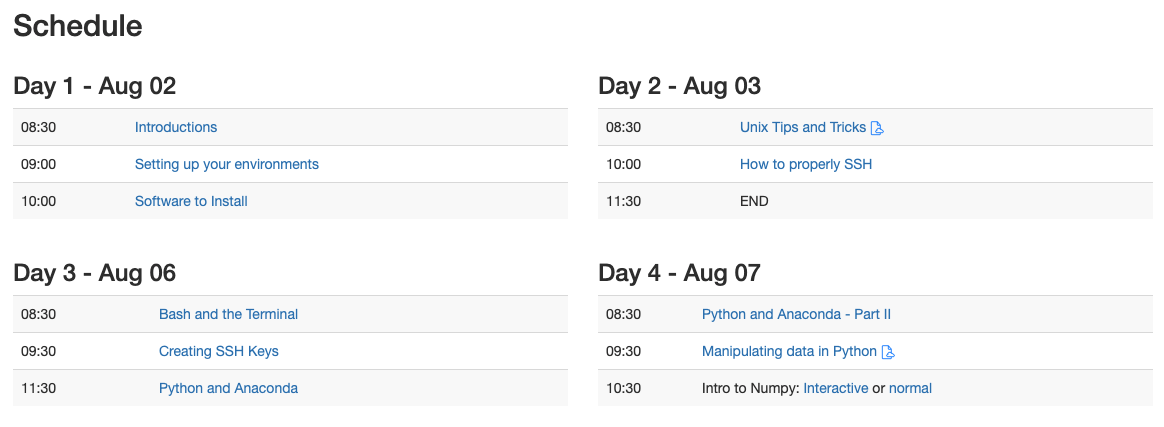 Schedule
Day 1 - Aug 02
08:30 Introductions
09:00 Setting up your environments
10:00 Software to Install
Day 2 - Aug 03
08:30 Unix Tips and Tricks
10:00 How to properly SSH
11:30 END
Day 3 - Aug 06
08:30 Bash and the Terminal
09:30 Creating SSH Keys
11:30 Python and Anaconda
Day 4 - Aug 07
08:30 Python and Anaconda - Part II
09:30 Manipulating data in Python
10:30 Intro to Numpy: Interactive or normal